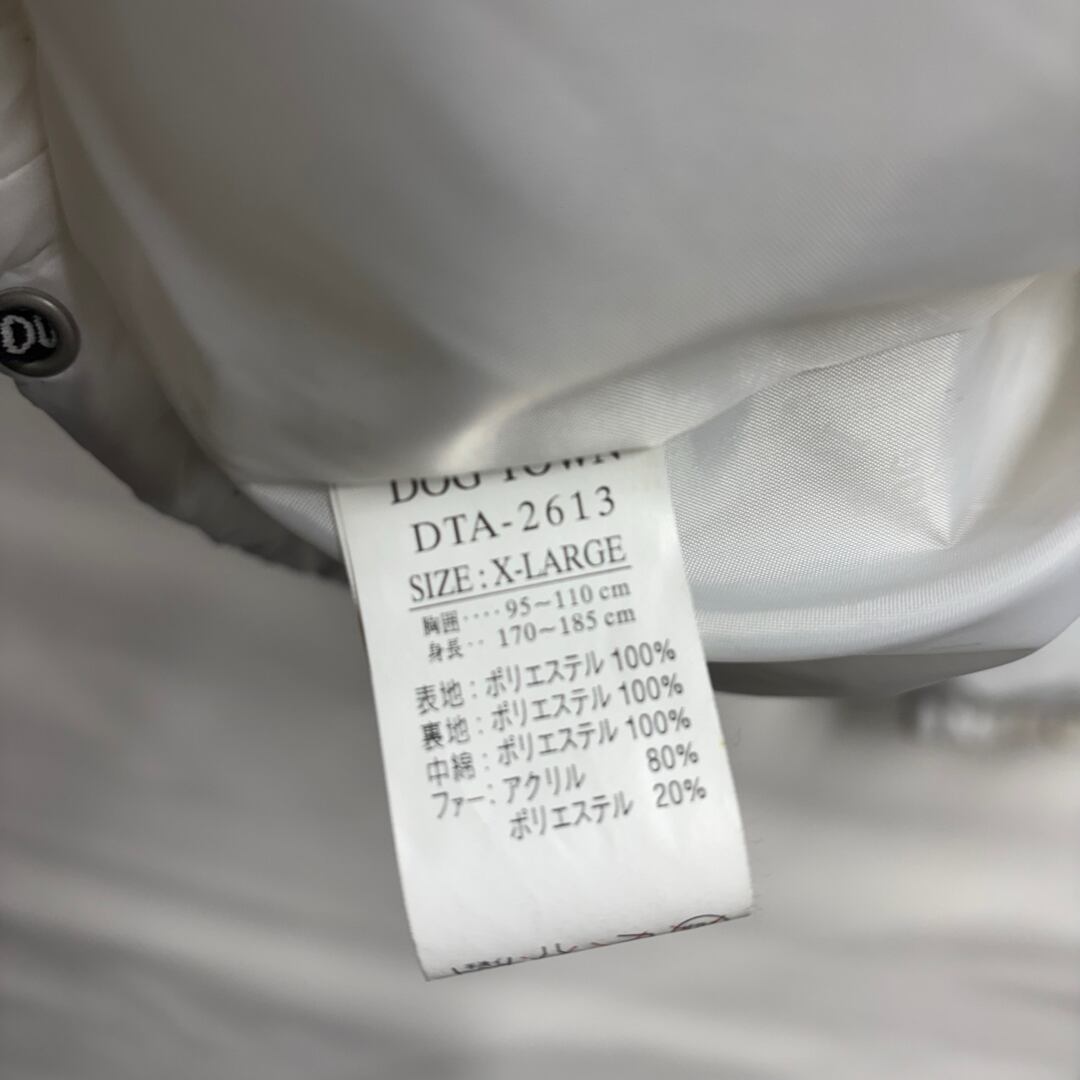 DOG TOWN
DTA-2613
SIZE : X-LARGE
胸囲‥‥95~110 cm
身長‥170~185 cm
表地 : ポリエステル 100%
裏地 : ポリエステル 100%
中綿 : ポリエステル 100%
ファー : アクリル 80%
ポリエステル 20%